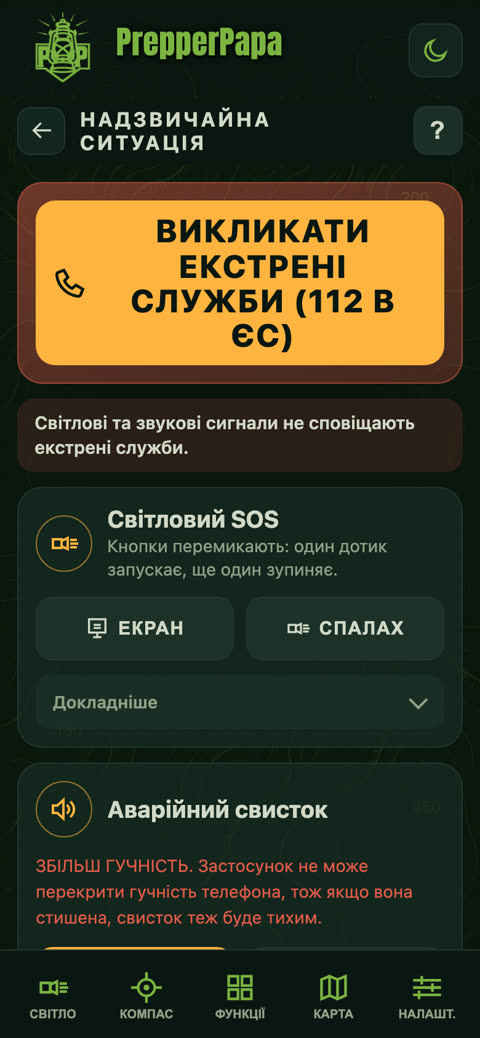 PrepperPapa
НАДЗВИЧАЙНА
СИТУАЦІЯ
?
200
ВИКЛИКАТИ
ЕКСТРЕНІ
СЛУЖБИ (112 В
ЄС)
Світлові та звукові сигнали не сповіщають
екстрені служби.
Світловий SOS
Кнопки перемикають: один дотик
запускає, ще один зупиняє.
ЕКРАН
СПАЛАХ
Докладніше
Аварійний свисток
ЗБІЛЬШ ГУЧНІСТЬ. Застосунок не може
перекрити гучність телефона, тож якщо вона
стишена, свисток теж буде тихим.
СВІТЛО
КОМПАС
ФУНКЦІЇ
КАРТА
НАЛАШТ.